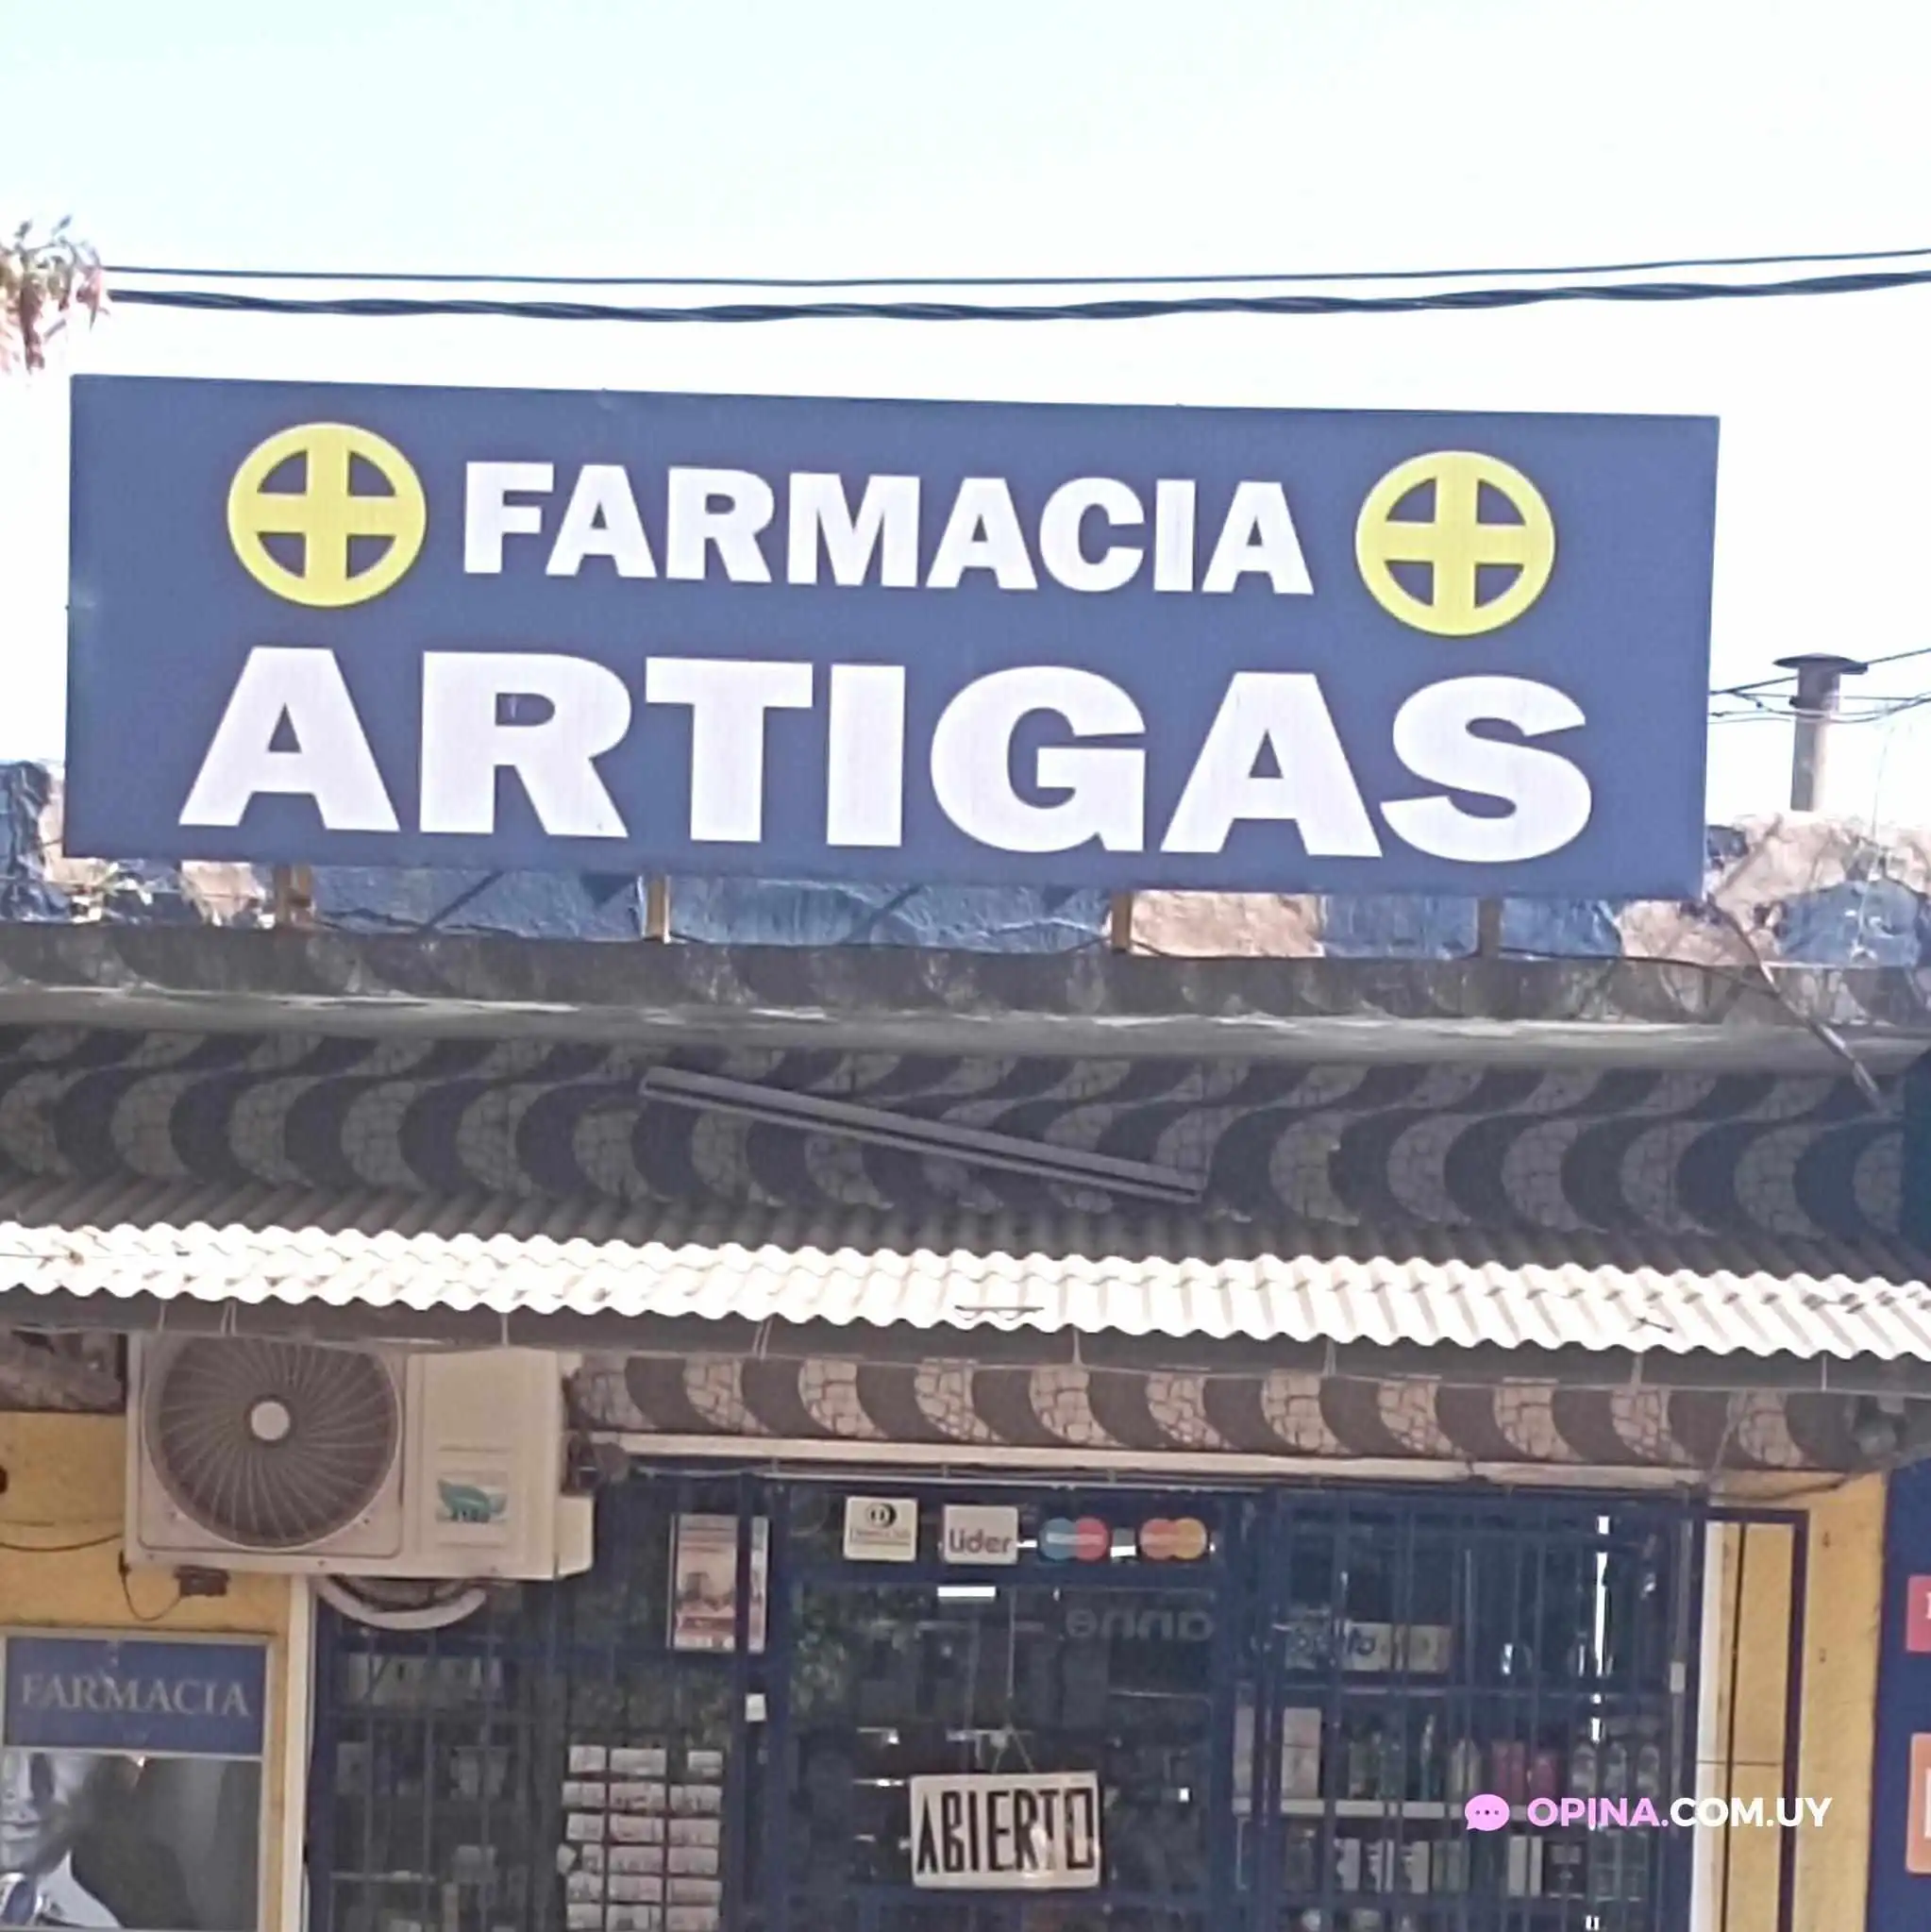 FARMACIA
ARTIGAS
Lider
FARMACIA
ABIERTO
OPINA.COM.UY